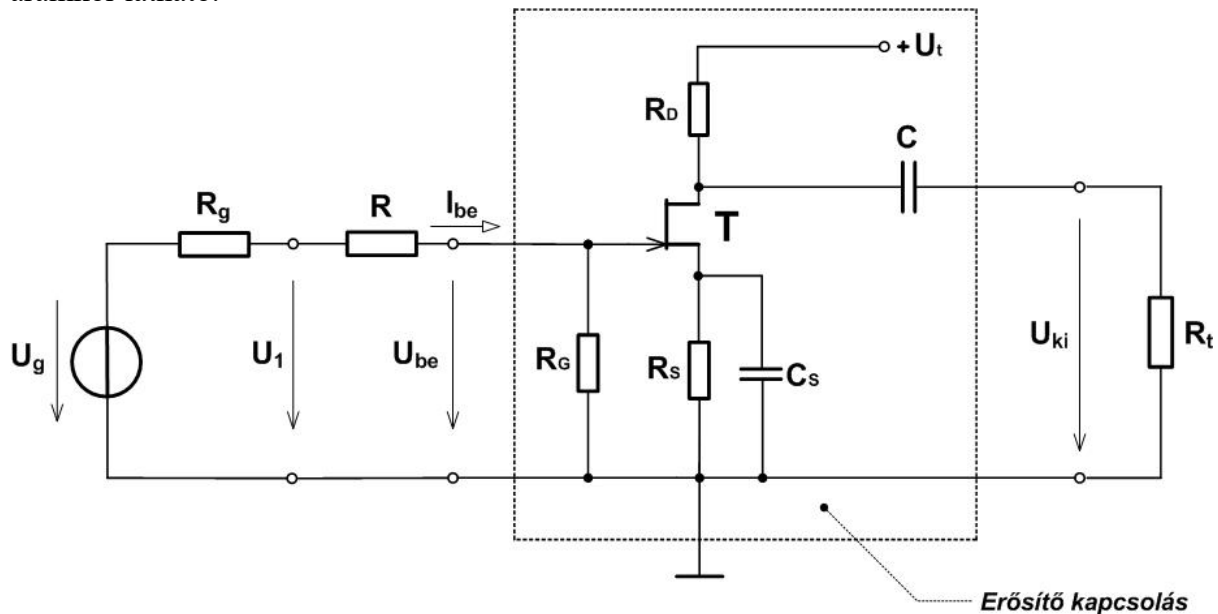 + Ut
RD
C
Rg
R
Ibe
T
Ug
U1
Ube
RG
RS
CS
Uki
Rt
Erősítő kapcsolás